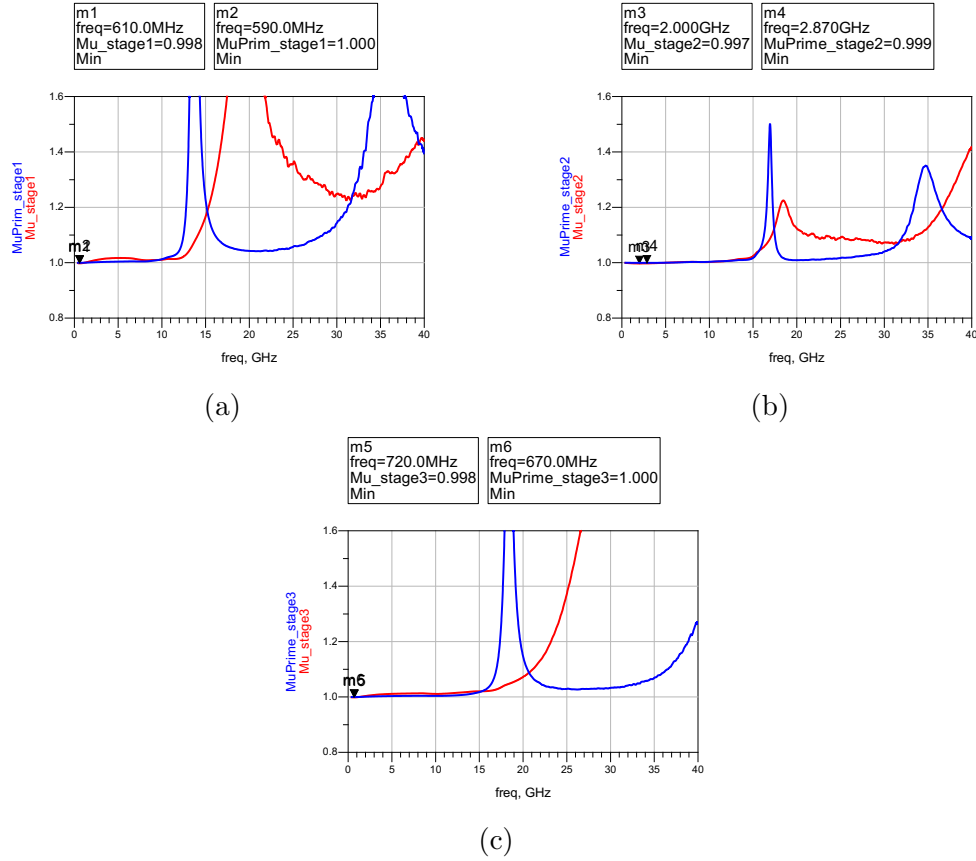 m1
freq=610.0MHz
Mu_stage1=0.998
Min
m2
freq=590.0MHz
MuPrim_stage1=1.000
Min
MuPrim_stage1
Mu_stage1
1.6
1.4
1.2
1.0
0.8
m2
0 5 10 15 20 25 30 35 40
freq, GHz
(a)
m3
freq=2.000GHz
Mu_stage2=0.997
Min
m4
freq=2.870GHz
MuPrime_stage2=0.999
Min
MuPrime_stage2
Mu_stage2
1.6
1.4
1.2
1.0
0.8
m3
m4
0 5 10 15 20 25 30 35 40
freq, GHz
(b)
m5
freq=720.0MHz
Mu_stage3=0.998
Min
m6
freq=670.0MHz
MuPrime_stage3=1.000
Min
MuPrime_stage3
Mu_stage3
1.6
1.4
1.2
1.0
0.8
m6
0 5 10 15 20 25 30 35 40
freq, GHz
(c)